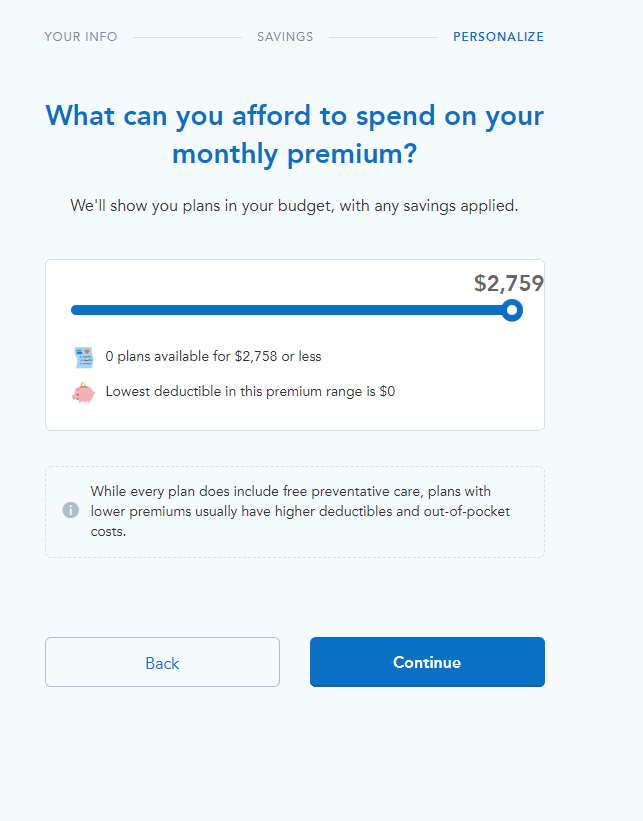 YOUR INFO SAVINGS PERSONALIZE
What can you afford to spend on your
monthly premium?
We'll show you plans in your budget, with any savings applied.
$2,759
0 plans available for $2,758 or less
Lowest deductible in this premium range is $0
While every plan does include free preventative care, plans with
lower premiums usually have higher deductibles and out-of-pocket
costs.
Back Continue